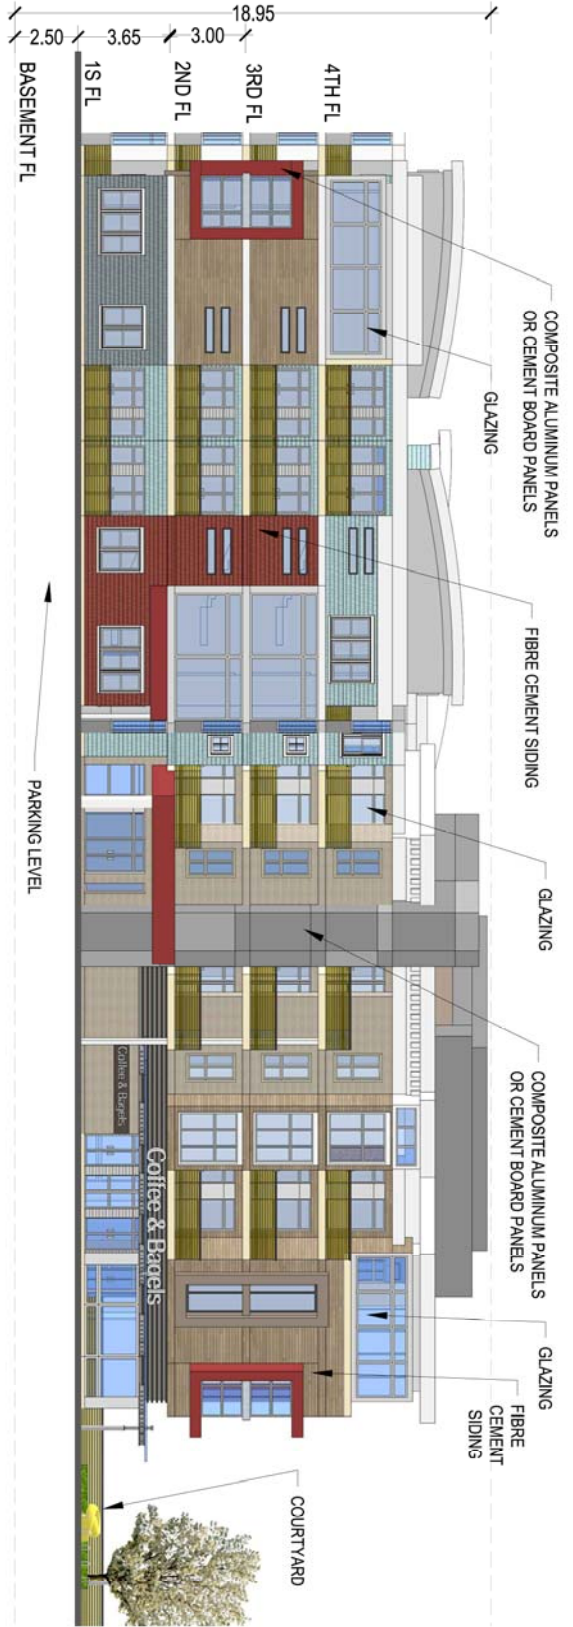 COMPOSITE ALUMINUM PANELS
OR CEMENT BOARD PANELS
GLAZING
FIBRE CEMENT SIDING
GLAZING
COMPOSITE ALUMINUM PANELS
OR CEMENT BOARD PANELS
GLAZING
FIBRE
CEMENT
SIDING
18.95
4TH FL
3RD FL
3.00
2ND FL
3.65
1S FL
2.50
BASEMENT FL
Coffee & Bagels
Coffee & Bagels
COURTYARD
PARKING LEVEL